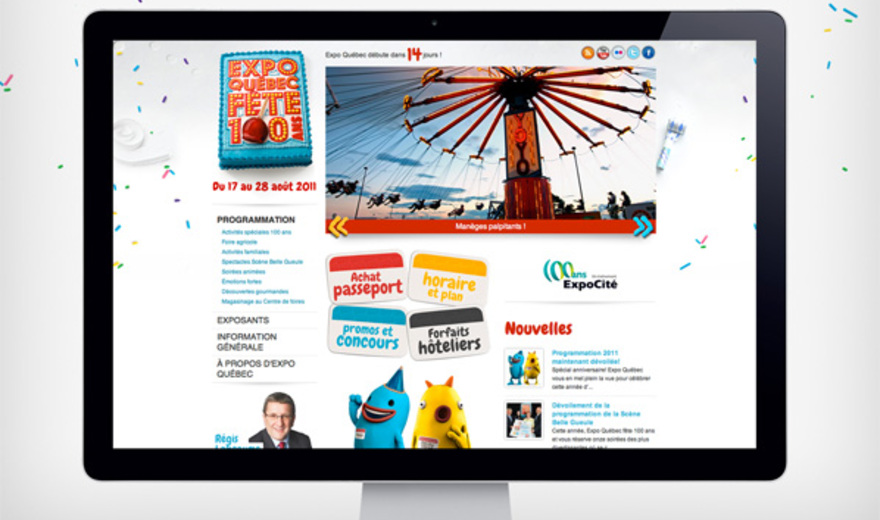 EXPO
QUÉBEC
FÊTE
100
ANS
Du 17 au 28 août 2011
Expo Québec débute dans 14 jours !
Manèges palpitants !
PROGRAMMATION
Activités spéciales 100 ans
Foire agricole
Activités familiales
Spectacles Scène Belle Gueule
Soirées animées
Émotions fortes
Découvertes gourmandes
Magasinage au Centre de foires
EXPOSANTS
INFORMATION
GÉNÉRALE
À PROPOS D'EXPO
QUÉBEC
Régis
Achat
passeport
horaire
et plan
promos et
concours
Forfaits
hôteliers
100ans
ExpoCité
Nouvelles
Programmation 2011
maintenant dévoilée!
Spécial anniversaire! Expo Québec
vous en met plein la vue pour célébrer
cette année d'...
Dévoilement de la
programmation de la Scène
Belle Gueule
Cette année, Expo Québec fête 100 ans
et vous réserve onze soirées des plus